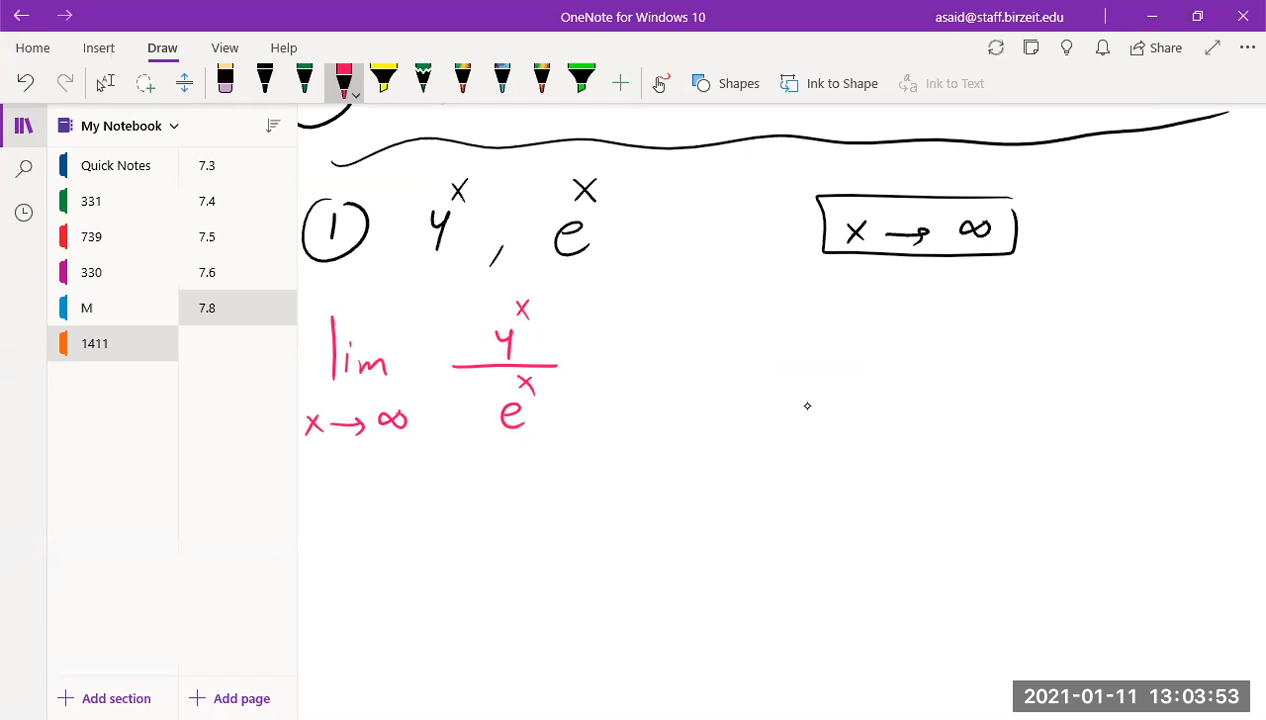 OneNote for Windows 10
asaid@staff.birzeit.edu
Home Insert Draw View Help
Share
Shapes Ink to Shape Ink to Text
My Notebook
Quick Notes 7.3
331 7.4
739 7.5
330 7.6
M 7.8
1411
① 4^x , e^x
x → ∞
lim x → ∞ 4^x / e^x
Add section Add page
2021-01-11 13:03:53